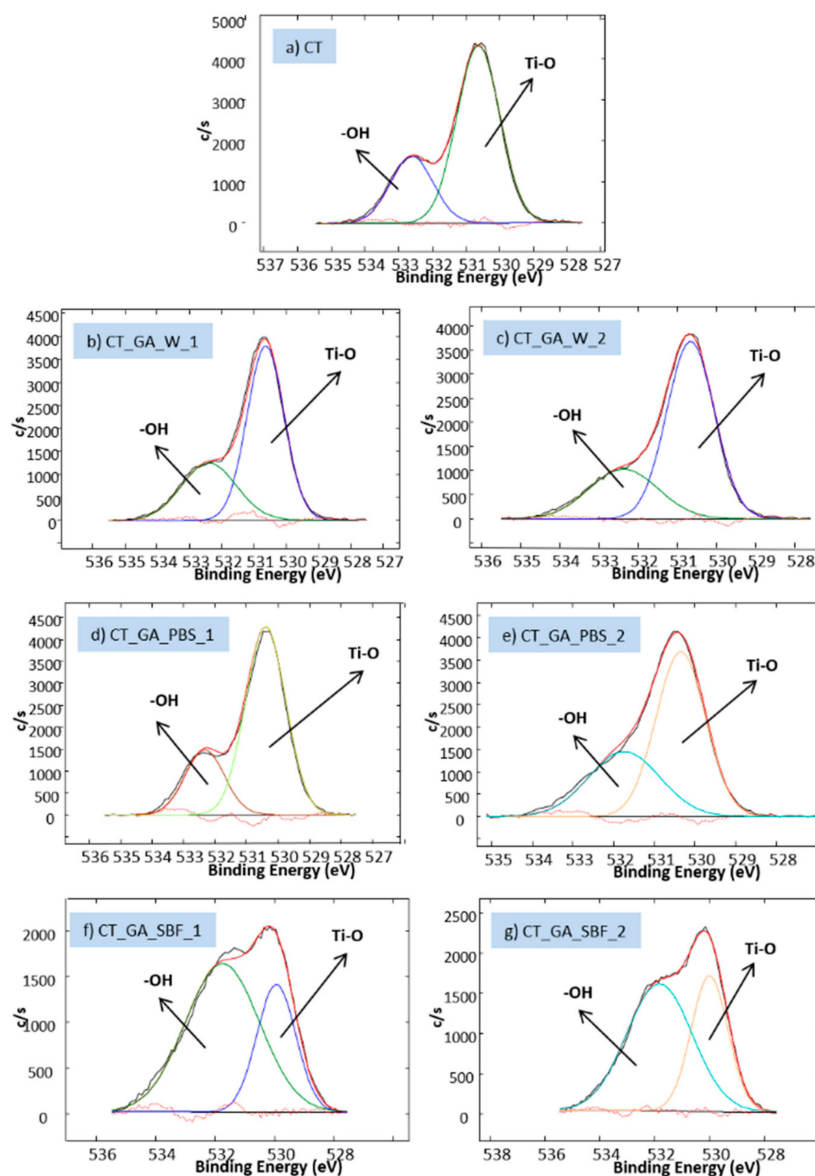 a) CT
5000
4000
3000
2000
1000
0
c/s
-OH
Ti-O
537 536 535 534 533 532 531 530 529 528 527
Binding Energy (eV)
b) CT_GA_W_1
4500
4000
3500
3000
2500
2000
1500
1000
500
0
c/s
-OH
Ti-O
536 535 534 533 532 531 530 529 528 527
Binding Energy (eV)
c) CT_GA_W_2
4000
3500
3000
2500
2000
1500
1000
500
0
c/s
-OH
Ti-O
536 535 534 533 532 531 530 529 528
Binding Energy (eV)
d) CT_GA_PBS_1
4500
4000
3500
3000
2500
2000
1500
1000
500
0
c/s
-OH
Ti-O
536 535 534 533 532 531 530 529 528 527
Binding Energy (eV)
e) CT_GA_PBS_2
4500
4000
3500
3000
2500
2000
1500
1000
500
0
c/s
-OH
Ti-O
535 534 533 532 531 530 529 528
Binding Energy (eV)
f) CT_GA_SBF_1
2000
1500
1000
500
0
c/s
-OH
Ti-O
536 534 532 530 528
Binding Energy (eV)
g) CT_GA_SBF_2
2500
2000
1500
1000
500
0
c/s
-OH
Ti-O
538 536 534 532 530 528
Binding Energy (eV)